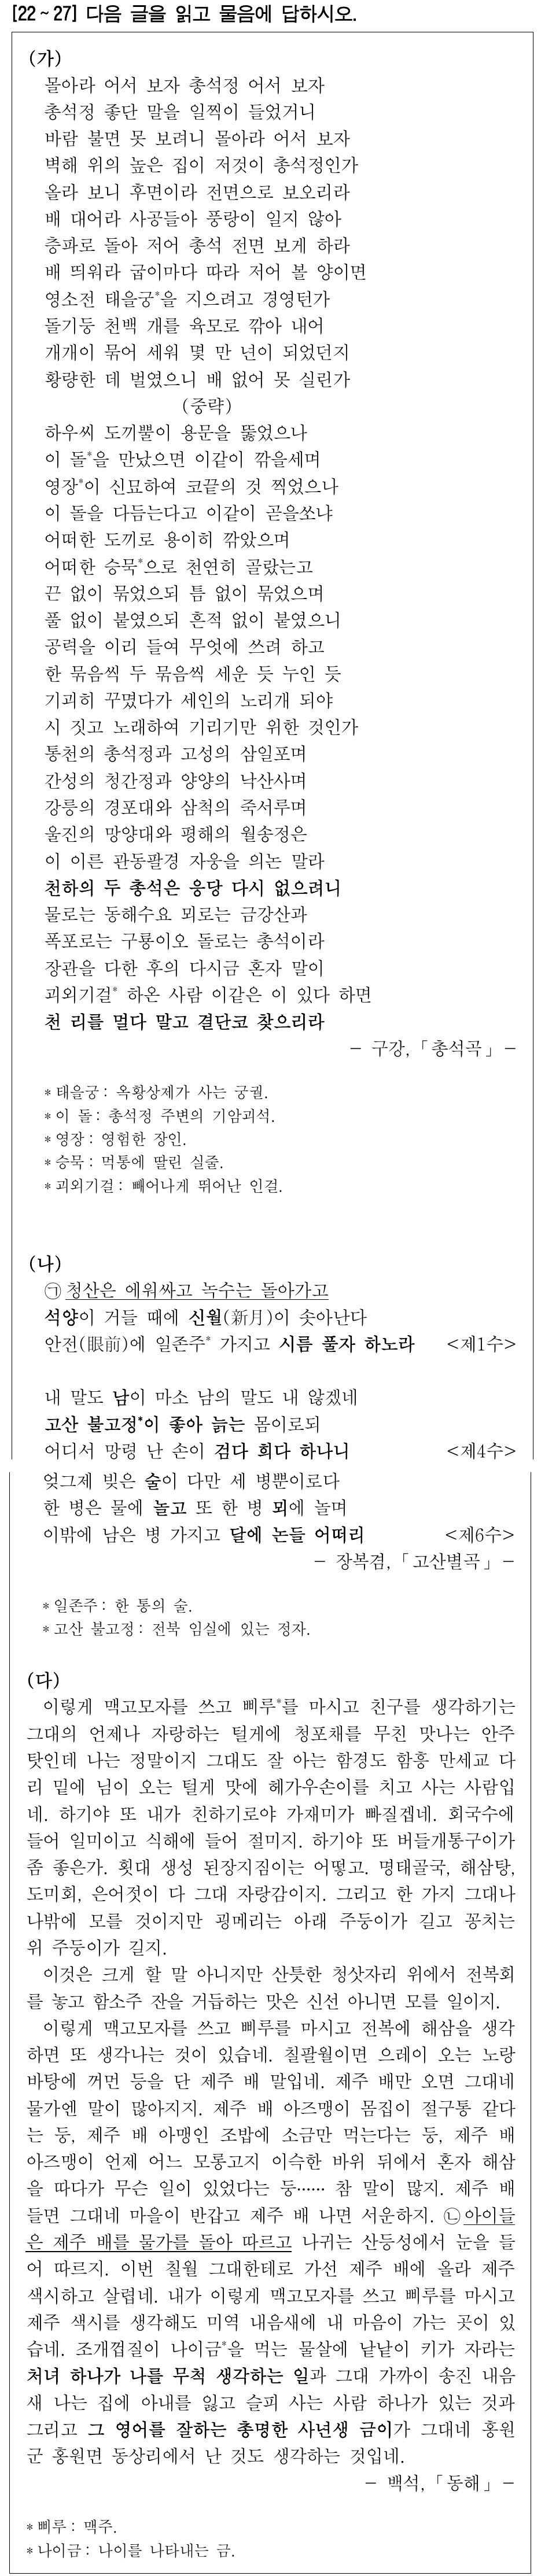 [22~27] 다음 글을 읽고 물음에 답하시오.
(가)
몰아라 어서 보자 총석정 어서 보자
총석정 좋단 말을 일찍이 들었거니
바람 불면 못 보려니 몰아라 어서 보자
벽해 위의 높은 집이 저것이 총석정인가
올라 보니 후면이라 전면으로 보오리라
배 대어라 사공들아 풍랑이 일지 않아
층파로 돌아 저어 총석 전면 보게 하라
배 띄워라 굽이마다 따라 저어 볼 양이면
영소전 태을궁*을 지으려고 경영턴가
돌기둥 천백 개를 육모로 깎아 내어
개개이 묶어 세워 몇 만 년이 되었던지
황량한 데 벌였으니 배 없어 못 실린가
(중략)
하우씨 도끼뿔이 용문을 뚫었으나
이 돌*을 만났으면 이같이 깎을세며
영장*이 신묘하여 코끝의 것 찍었으나
이 돌을 다듬는다고 이같이 곧을쏘냐
어떠한 도끼로 용이히 깎았으며
어떠한 승묵*으로 천연히 골랐는고
끈 없이 묶었으되 틈 없이 묶었으며
풀 없이 붙였으되 흔적 없이 붙였으니
공력을 이리 들여 무엇에 쓰려 하고
한 묶음씩 두 묶음씩 세운 듯 누인 듯
기괴히 꾸몄다가 세인의 노리개 되야
시 짓고 노래하여 기리기만 위한 것인가
통천의 총석정과 고성의 삼일포며
간성의 청간정과 양양의 낙산사며
강릉의 경포대와 삼척의 죽서루며
울진의 망양대와 평해의 월송정은
이 이른 관동팔경 자웅을 의논 말라
천하의 두 총석은 응당 다시 없으려니
물로는 동해수요 뫼로는 금강산과
폭포로는 구룡이오 돌로는 총석이라
장관을 다한 후의 다시금 혼자 말이
괴외기걸* 하온 사람 이같은 이 있다 하면
천 리를 멀다 말고 결단코 찾으리라
- 구강, 「총석곡」 -
* 태을궁 : 옥황상제가 사는 궁궐.
* 이 돌 : 총석정 주변의 기암괴석.
* 영장 : 영험한 장인.
* 승묵 : 먹통에 딸린 실줄.
* 괴외기걸 : 빼어나게 뛰어난 인걸.
(나)
㉠ 청산은 에워싸고 녹수는 돌아가고
석양이 거들 때에 신월(新月)이 솟아난다
안전(眼前)에 일존주* 가지고 시름 풀자 하노라 <제1수>
내 말도 남이 마소 남의 말도 내 않겠네
고산 불고정*이 좋아 늙는 몸이로되
어디서 망령 난 손이 검다 희다 하나니 <제4수>
엊그제 빚은 술이 다만 세 병뿐이로다
한 병은 물에 놀고 또 한 병 뫼에 놀며
이밖에 남은 병 가지고 달에 논들 어떠리 <제6수>
- 장복겸, 「고산별곡」 -
* 일존주 : 한 통의 술.
* 고산 불고정 : 전북 임실에 있는 정자.
(다)
이렇게 맥고모자를 쓰고 삐루*를 마시고 친구를 생각하기는
그대의 언제나 자랑하는 털게에 청포채를 무친 맛나는 안주
탓인데 나는 정말이지 그대도 잘 아는 함경도 함흥 만세교 다
리 밑에 님이 오는 털게 맛에 헤가우손이를 치고 사는 사람입
네. 하기야 또 내가 친하기로야 가재미가 빠질겝네. 회국수에
들어 일미이고 식해에 들어 절미지. 하기야 또 버들개통구이가
좀 좋은가. 횟대 생성 된장지짐이는 어떻고. 명태골국, 해삼탕,
도미회, 은어젓이 다 그대 자랑감이지. 그리고 한 가지 그대나
나밖에 모를 것이지만 굉메리는 아래 주둥이가 길고 꽁치는
위 주둥이가 길지.
이것은 크게 할 말 아니지만 산뜻한 청삿자리 위에서 전복회
를 놓고 함소주 잔을 거듭하는 맛은 신선 아니면 모를 일이지.
이렇게 맥고모자를 쓰고 삐루를 마시고 전복에 해삼을 생각
하면 또 생각나는 것이 있습네. 칠팔월이면 으레이 오는 노랑
바탕에 꺼먼 등을 단 제주 배 말입네. 제주 배만 오면 그대네
물가엔 말이 많아지지. 제주 배 아즈맹이 몸집이 절구통 같다
는 둥, 제주 배 아맹인 조밥에 소금만 먹는다는 둥, 제주 배
아즈맹이 언제 어느 모롱고지 이슥한 바위 뒤에서 혼자 해삼
을 따다가 무슨 일이 있었다는 둥…… 참 말이 많지. 제주 배
들면 그대네 마을이 반갑고 제주 배 나면 서운하지. ㉡ 아이들
은 제주 배를 물가를 돌아 따르고 나귀는 산등성에서 눈을 들
어 따르지. 이번 칠월 그대한테로 가선 제주 배에 올라 제주
색시하고 살렵네. 내가 이렇게 맥고모자를 쓰고 삐루를 마시고
제주 색시를 생각해도 미역 내음새에 내 마음이 가는 곳이 있
습네. 조개껍질이 나이금*을 먹는 물살에 낱낱이 키가 자라는
처녀 하나가 나를 무척 생각하는 일과 그대 가까이 송진 내음
새 나는 집에 아내를 잃고 슬피 사는 사람 하나가 있는 것과
그리고 그 영어를 잘하는 총명한 사년생 금이가 그대네 홍원
군 홍원면 동상리에서 난 것도 생각하는 것입네.
- 백석, 「동해」 -
* 삐루 : 맥주.
* 나이금 : 나이를 나타내는 금.